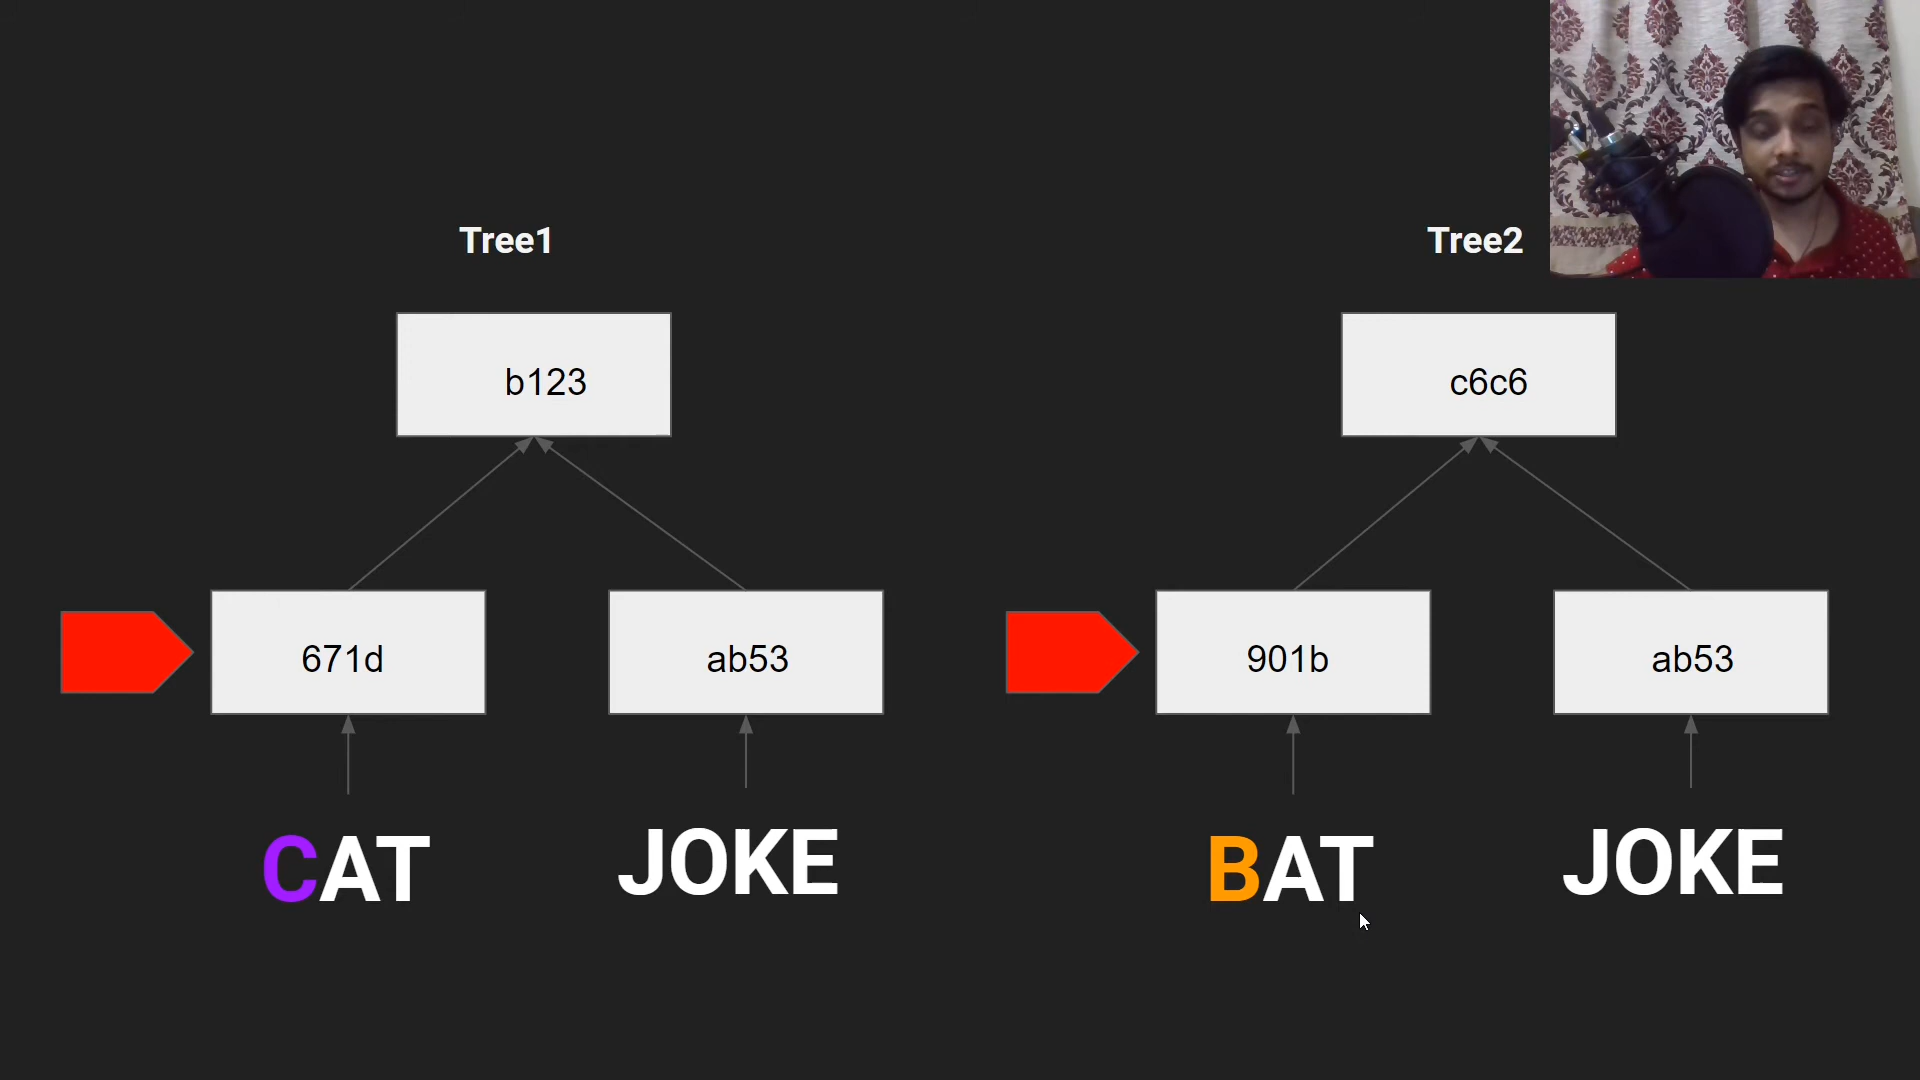 Tree1
Tree2
b123
c6c6
671d
ab53
901b
ab53
CAT
JOKE
BAT
JOKE